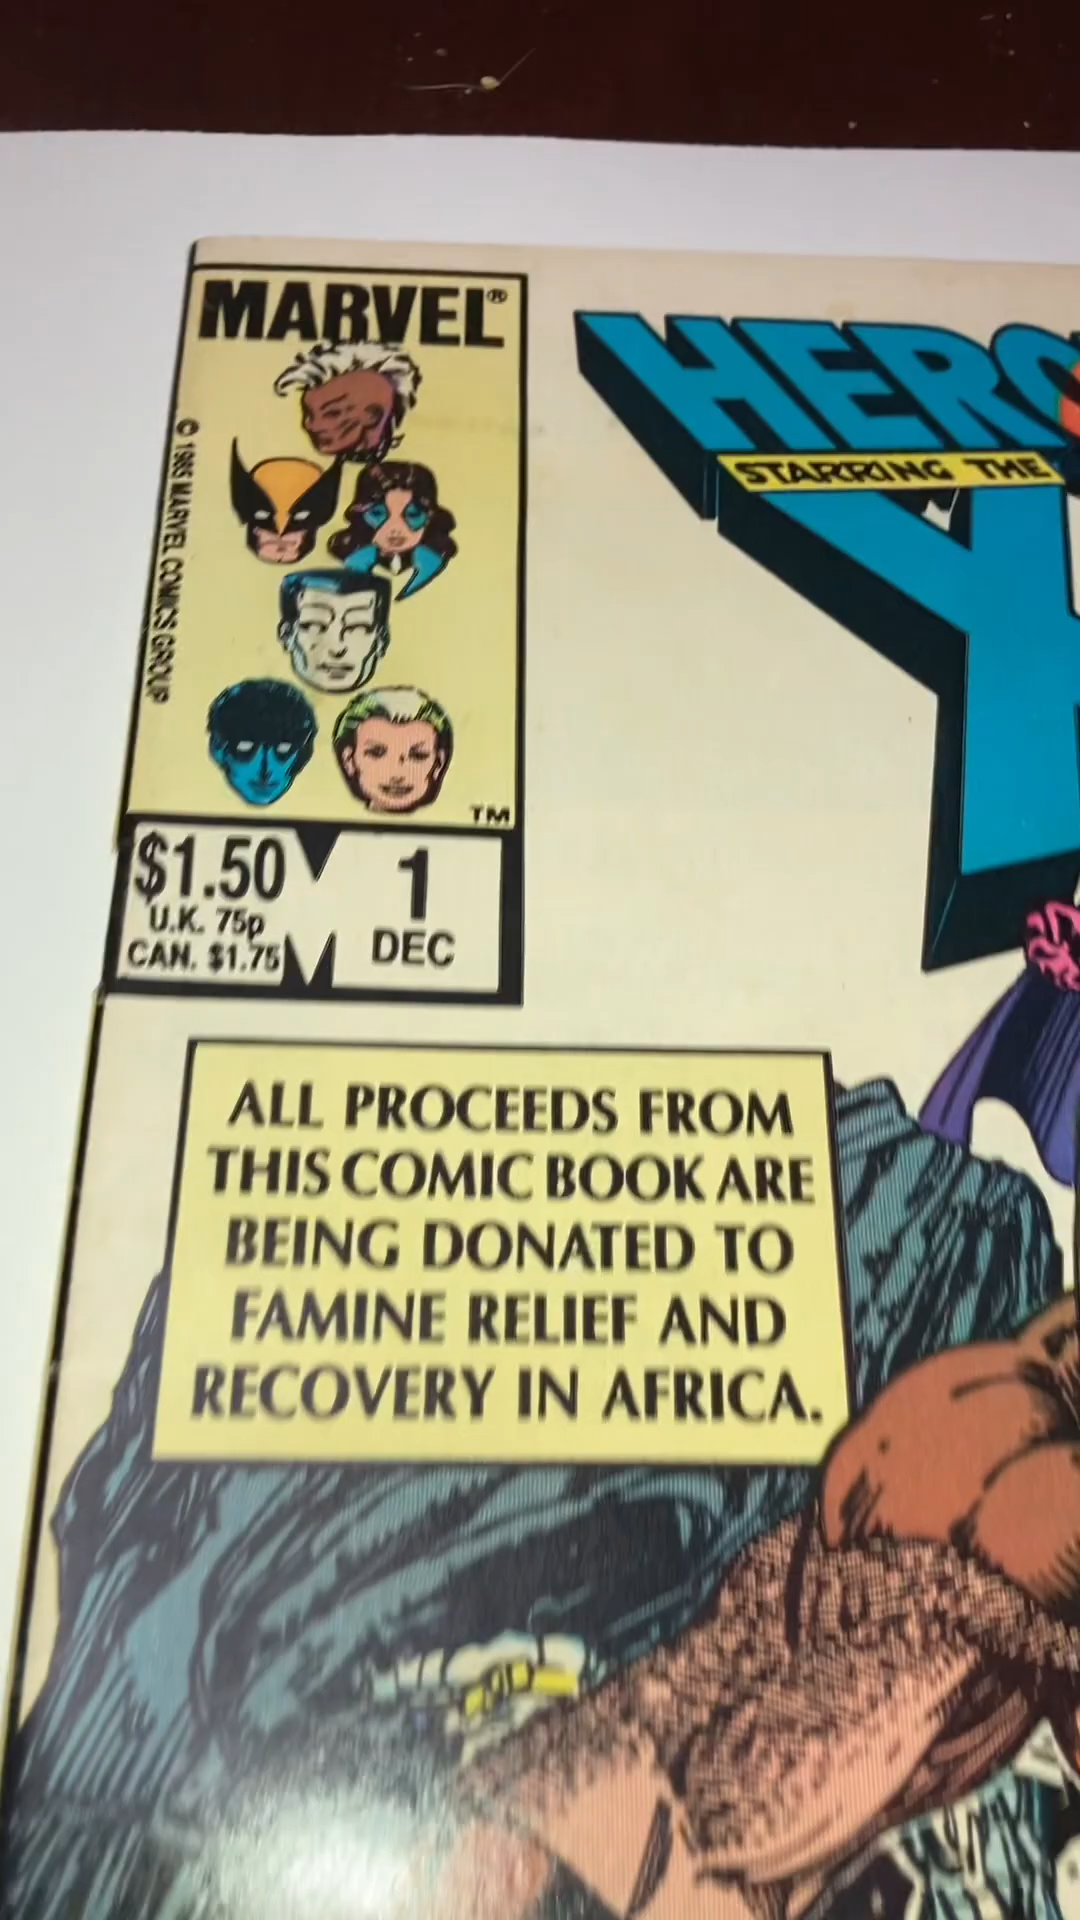 MARVEL®
© 1985 MARVEL COMICS GROUP
TM
$1.50
U.K. 75p
CAN. $1.75
1
DEC
HERO
STARRING THE
ALL PROCEEDS FROM
THIS COMIC BOOK ARE
BEING DONATED TO
FAMINE RELIEF AND
RECOVERY IN AFRICA.